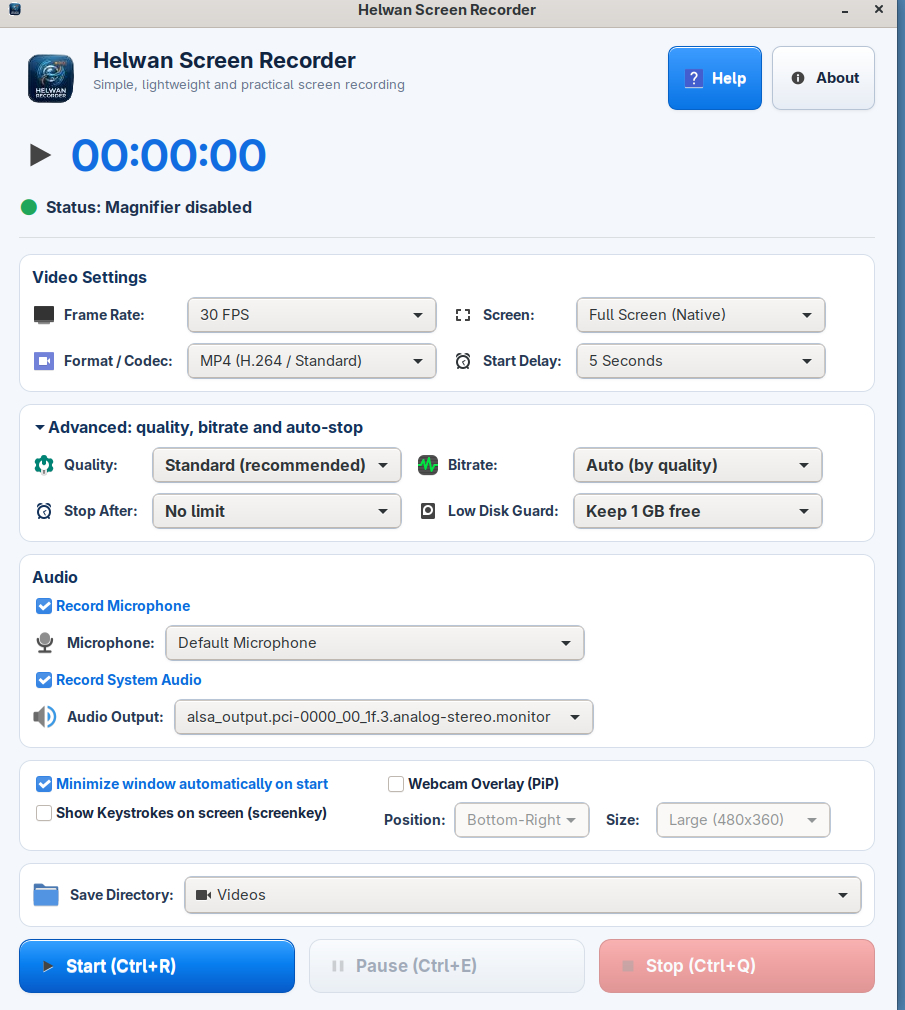 Helwan Screen Recorder
HELWAN
RECORDER
Helwan Screen Recorder
Simple, lightweight and practical screen recording
? Help
About
00:00:00
Status: Magnifier disabled
Video Settings
Frame Rate: 30 FPS Screen: Full Screen (Native)
Format / Codec: MP4 (H.264 / Standard) Start Delay: 5 Seconds
Advanced: quality, bitrate and auto-stop
Quality: Standard (recommended) Bitrate: Auto (by quality)
Stop After: No limit Low Disk Guard: Keep 1 GB free
Audio
Record Microphone
Microphone: Default Microphone
Record System Audio
Audio Output: alsa_output.pci-0000_00_1f.3.analog-stereo.monitor
Minimize window automatically on start Webcam Overlay (PiP)
Show Keystrokes on screen (screenkey) Position: Bottom-Right Size: Large (480x360)
Save Directory: Videos
Start (Ctrl+R) Pause (Ctrl+E) Stop (Ctrl+Q)